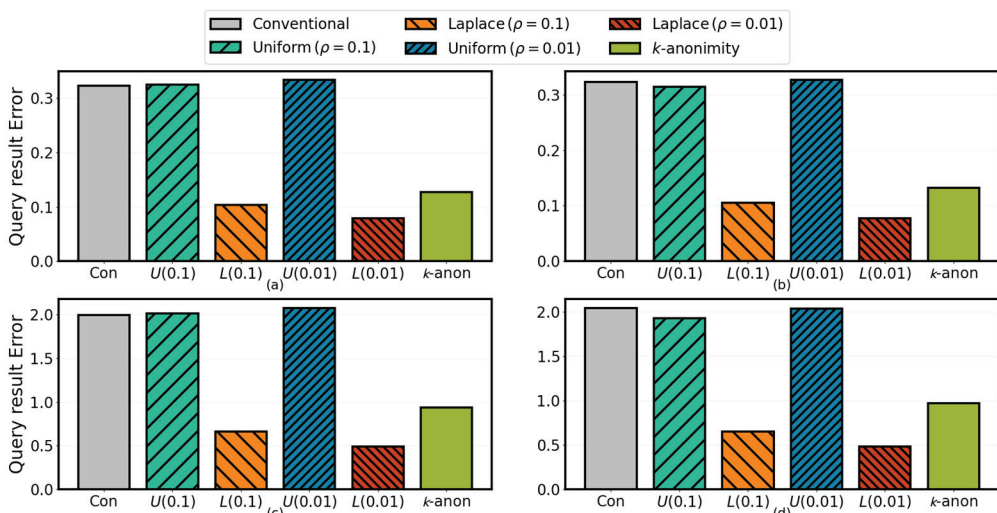 Conventional Laplace (ρ = 0.1) Laplace (ρ = 0.01)
Uniform (ρ = 0.1) Uniform (ρ = 0.01) k-anonimity
Query result Error
0.3
0.2
0.1
0.0
Con U(0.1) L(0.1) U(0.01) L(0.01) k-anon
(a)
0.3
0.2
0.1
0.0
Con U(0.1) L(0.1) U(0.01) L(0.01) k-anon
(b)
Query result Error
2.0
1.5
1.0
0.5
0.0
Con U(0.1) L(0.1) U(0.01) L(0.01) k-anon
(c)
2.0
1.5
1.0
0.5
0.0
Con U(0.1) L(0.1) U(0.01) L(0.01) k-anon
(d)